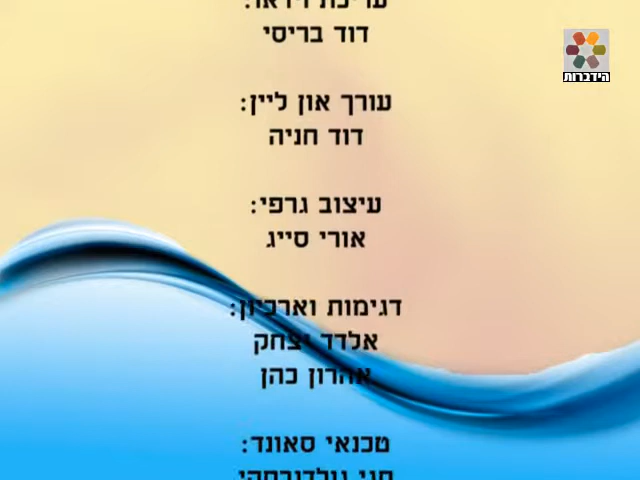 דוד בריסי
עורך און ליין:
דוד חניה
עיצוב גרפי:
אורי סייג
דגימות וארכיון:
אלדד יצחק
אהרון כהן
טכנאי סאונד:
הידברות